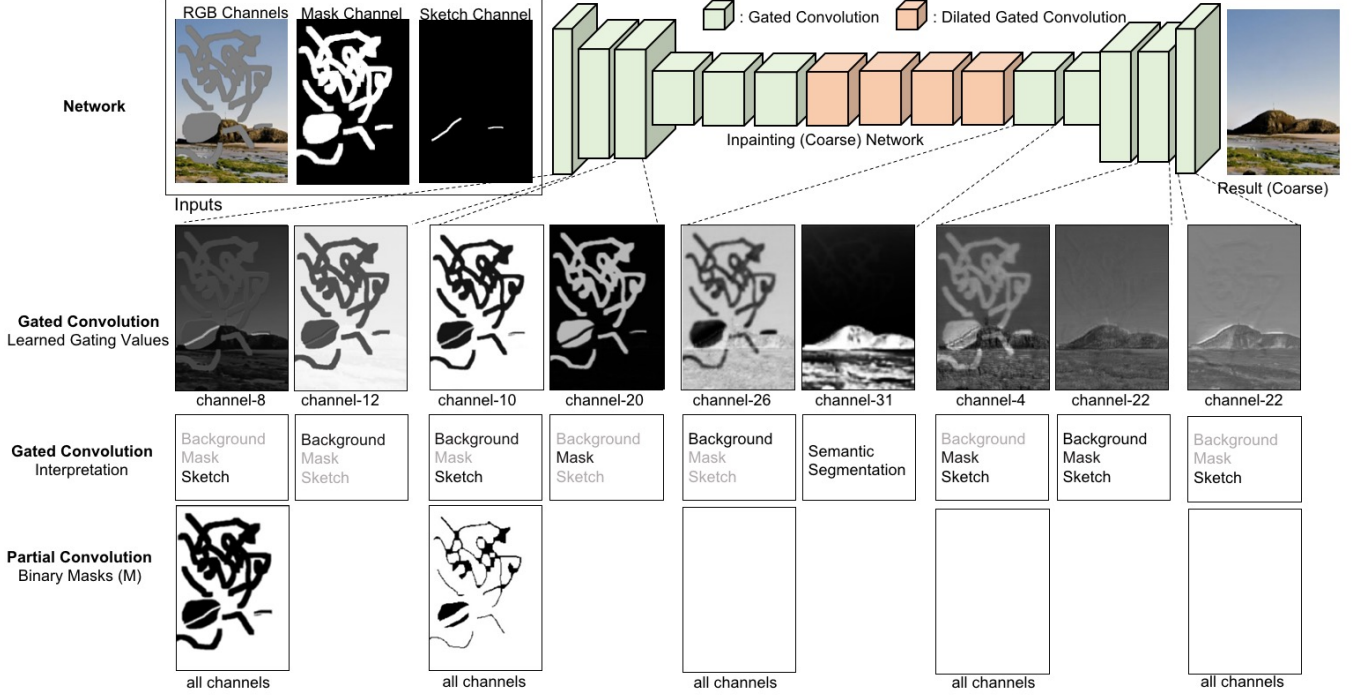 RGB Channels
Mask Channel
Sketch Channel
: Gated Convolution
: Dilated Gated Convolution
Network
Inpainting (Coarse) Network
Inputs
Result (Coarse)
Gated Convolution
Learned Gating Values
channel-8
channel-12
channel-10
channel-20
channel-26
channel-31
channel-4
channel-22
channel-22
Gated Convolution
Interpretation
Background
Mask
Sketch
Background
Mask
Sketch
Background
Mask
Sketch
Background
Mask
Sketch
Background
Mask
Sketch
Semantic
Segmentation
Background
Mask
Sketch
Background
Mask
Sketch
Background
Mask
Sketch
Partial Convolution
Binary Masks (M)
all channels
all channels
all channels
all channels
all channels